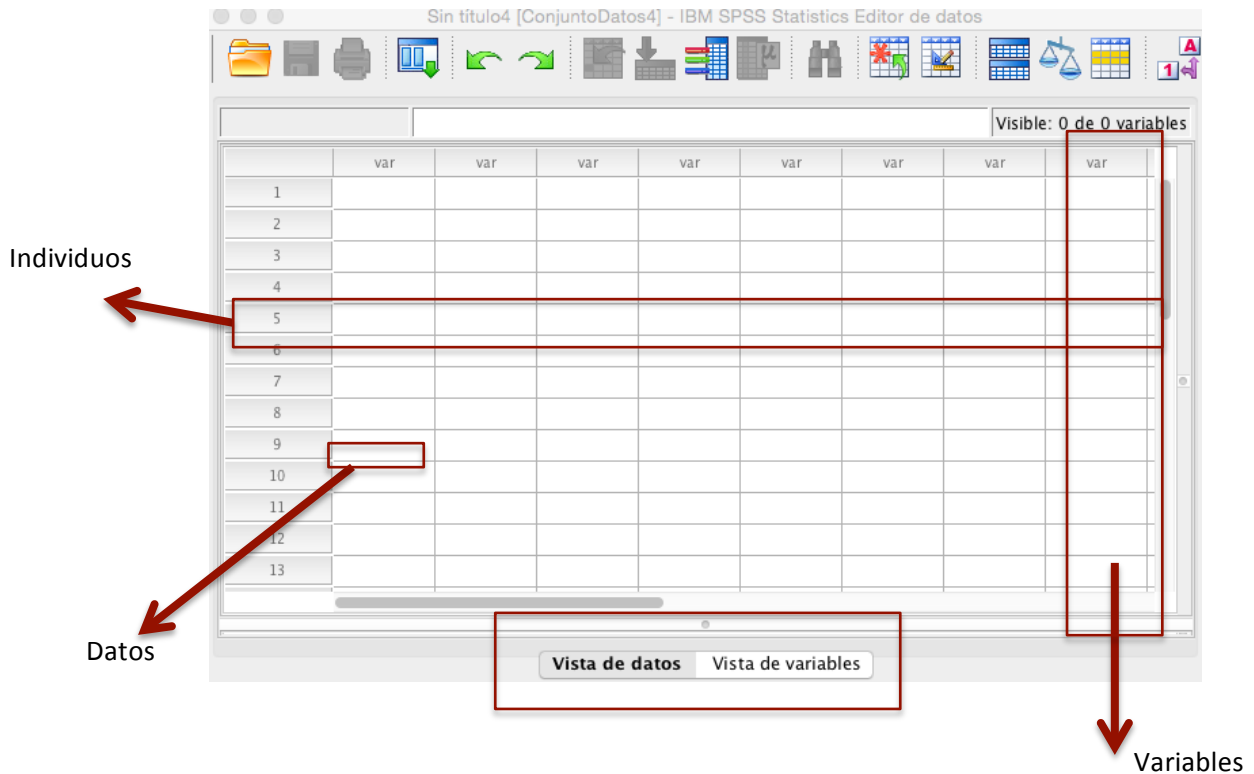 Sin título4 [ConjuntoDatos4] - IBM SPSS Statistics Editor de datos
µ
A
1
Visible: 0 de 0 variables
var var var var var var var var
1
2
3
Individuos
4
5
6
7
8
9
10
11
12
13
Datos
Vista de datos Vista de variables
Variables